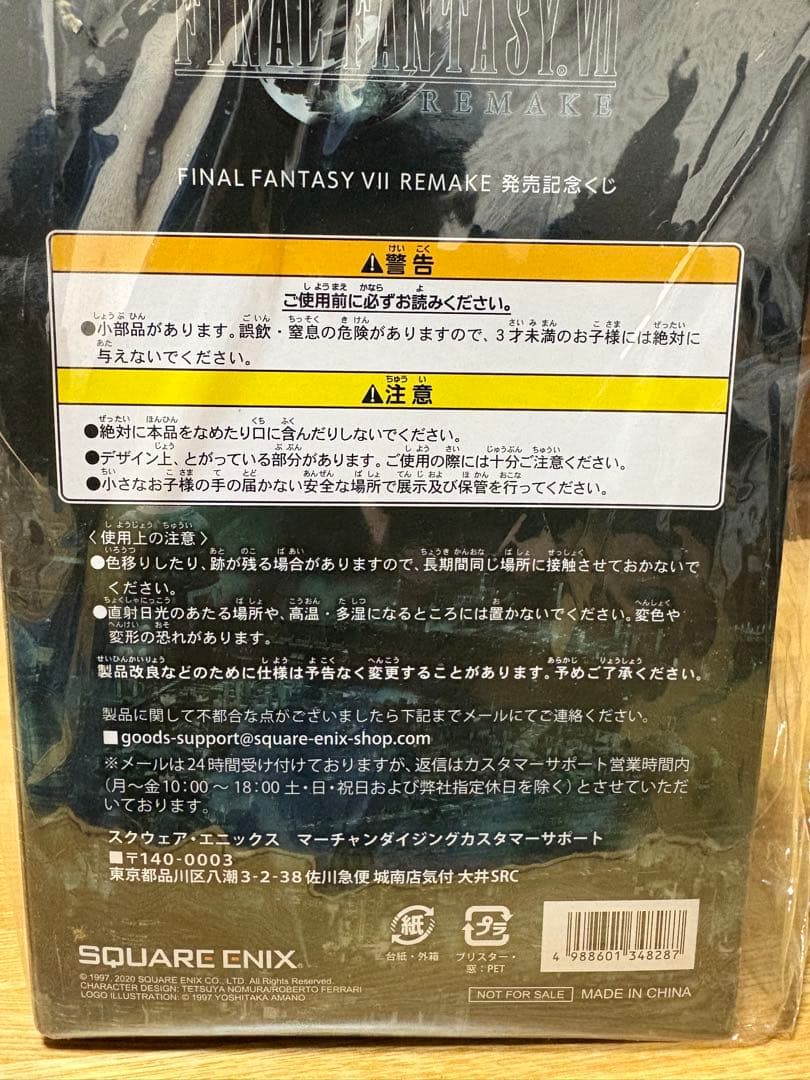 FINAL FANTASY VII
REMAKE
FINAL FANTASY VII REMAKE 発売記念くじ
⚠警告
ご使用前に必ずお読みください。
●小部品があります。誤飲・窒息の危険がありますので、3才未満のお子様には絶対に
与えないでください。
⚠注意
●絶対に本品をなめたり口に含んだりしないでください。
●デザイン上、とがっている部分があります。ご使用の際には十分ご注意ください。
●小さなお子様の手の届かない安全な場所で展示及び保管を行ってください。
〈使用上の注意〉
●色移りしたり、跡が残る場合がありますので、長期間同じ場所に接触させておかないで
ください。
●直射日光のあたる場所や、高温・多湿になるところには置かないでください。変色や
変形の恐れがあります。
製品改良などのために仕様は予告なく変更することがあります。予めご了承ください。
製品に関して不都合な点がございましたら下記までメールにてご連絡ください。
■goods-support@square-enix-shop.com
※メールは24時間受け付けておりますが、返信はカスタマーサポート営業時間内
（月～金10:00～18:00 土・日・祝日および弊社指定休日を除く）とさせていただ
いております。
スクウェア・エニックス マーチャンダイジングカスタマーサポート
■〒140-0003
東京都品川区八潮3-2-38 佐川急便 城南店気付 大井SRC
紙
台紙・外箱
プラ
ブリスター・
窓：PET
4 988601 348287
SQUARE ENIX
© 1997, 2020 SQUARE ENIX CO., LTD. All Rights Reserved.
CHARACTER DESIGN: TETSUYA NOMURA/ROBERTO FERRARI
LOGO ILLUSTRATION: © 1997 YOSHITAKA AMANO
NOT FOR SALE
MADE IN CHINA